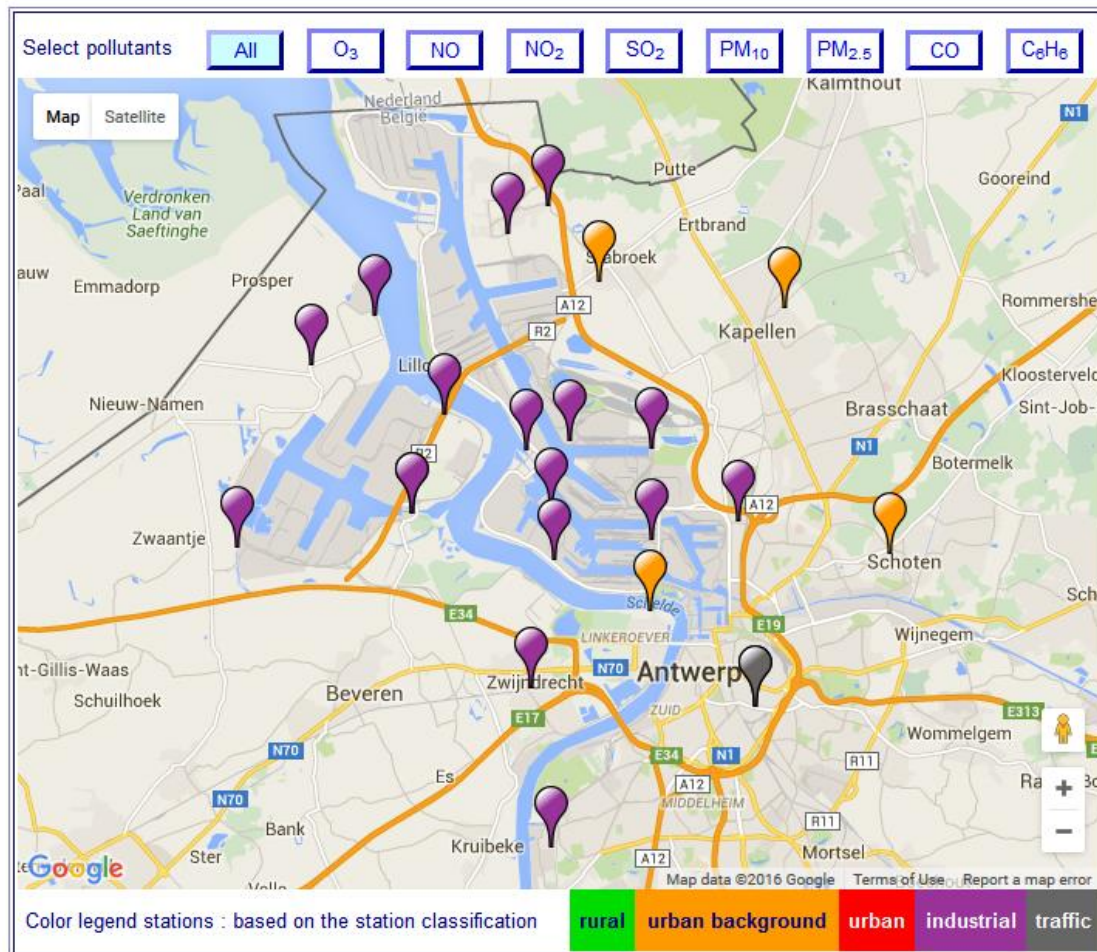 Select pollutants All O₃ NO NO₂ SO₂ PM₁₀ PM₂.₅ CO C₆H₆
Map Satellite
Nederland
België
Kalmthout
N1
Putte
Gooreind
Paal
Verdronken
Land van
Saeftinghe
Ertbrand
Emmadorp
Prosper
A12
Rommershe
R2
Kapellen
Lillo
Kloosterveld
Nieuw-Namen
Brasschaat
Sint-Job-
N1
R2
Botermelk
A12
Zwaantje
Schoten
Schelde
E34
E19
LINKEROEVER
Wijnegem
nt-Gillis-Waas
N70
Antwerp
Schuilhoek
Beveren
Zwijndrecht
ZUID
E17
E313
Wommelgem
N70
E34
N1
R11
Es
A12
N70
MIDDELHEIM
R11
Bank
Ster
Kruibeke
A12
Mortsel
Google
Map data ©2016 Google Terms of Use Report a map error
Color legend stations : based on the station classification rural urban background urban industrial traffic